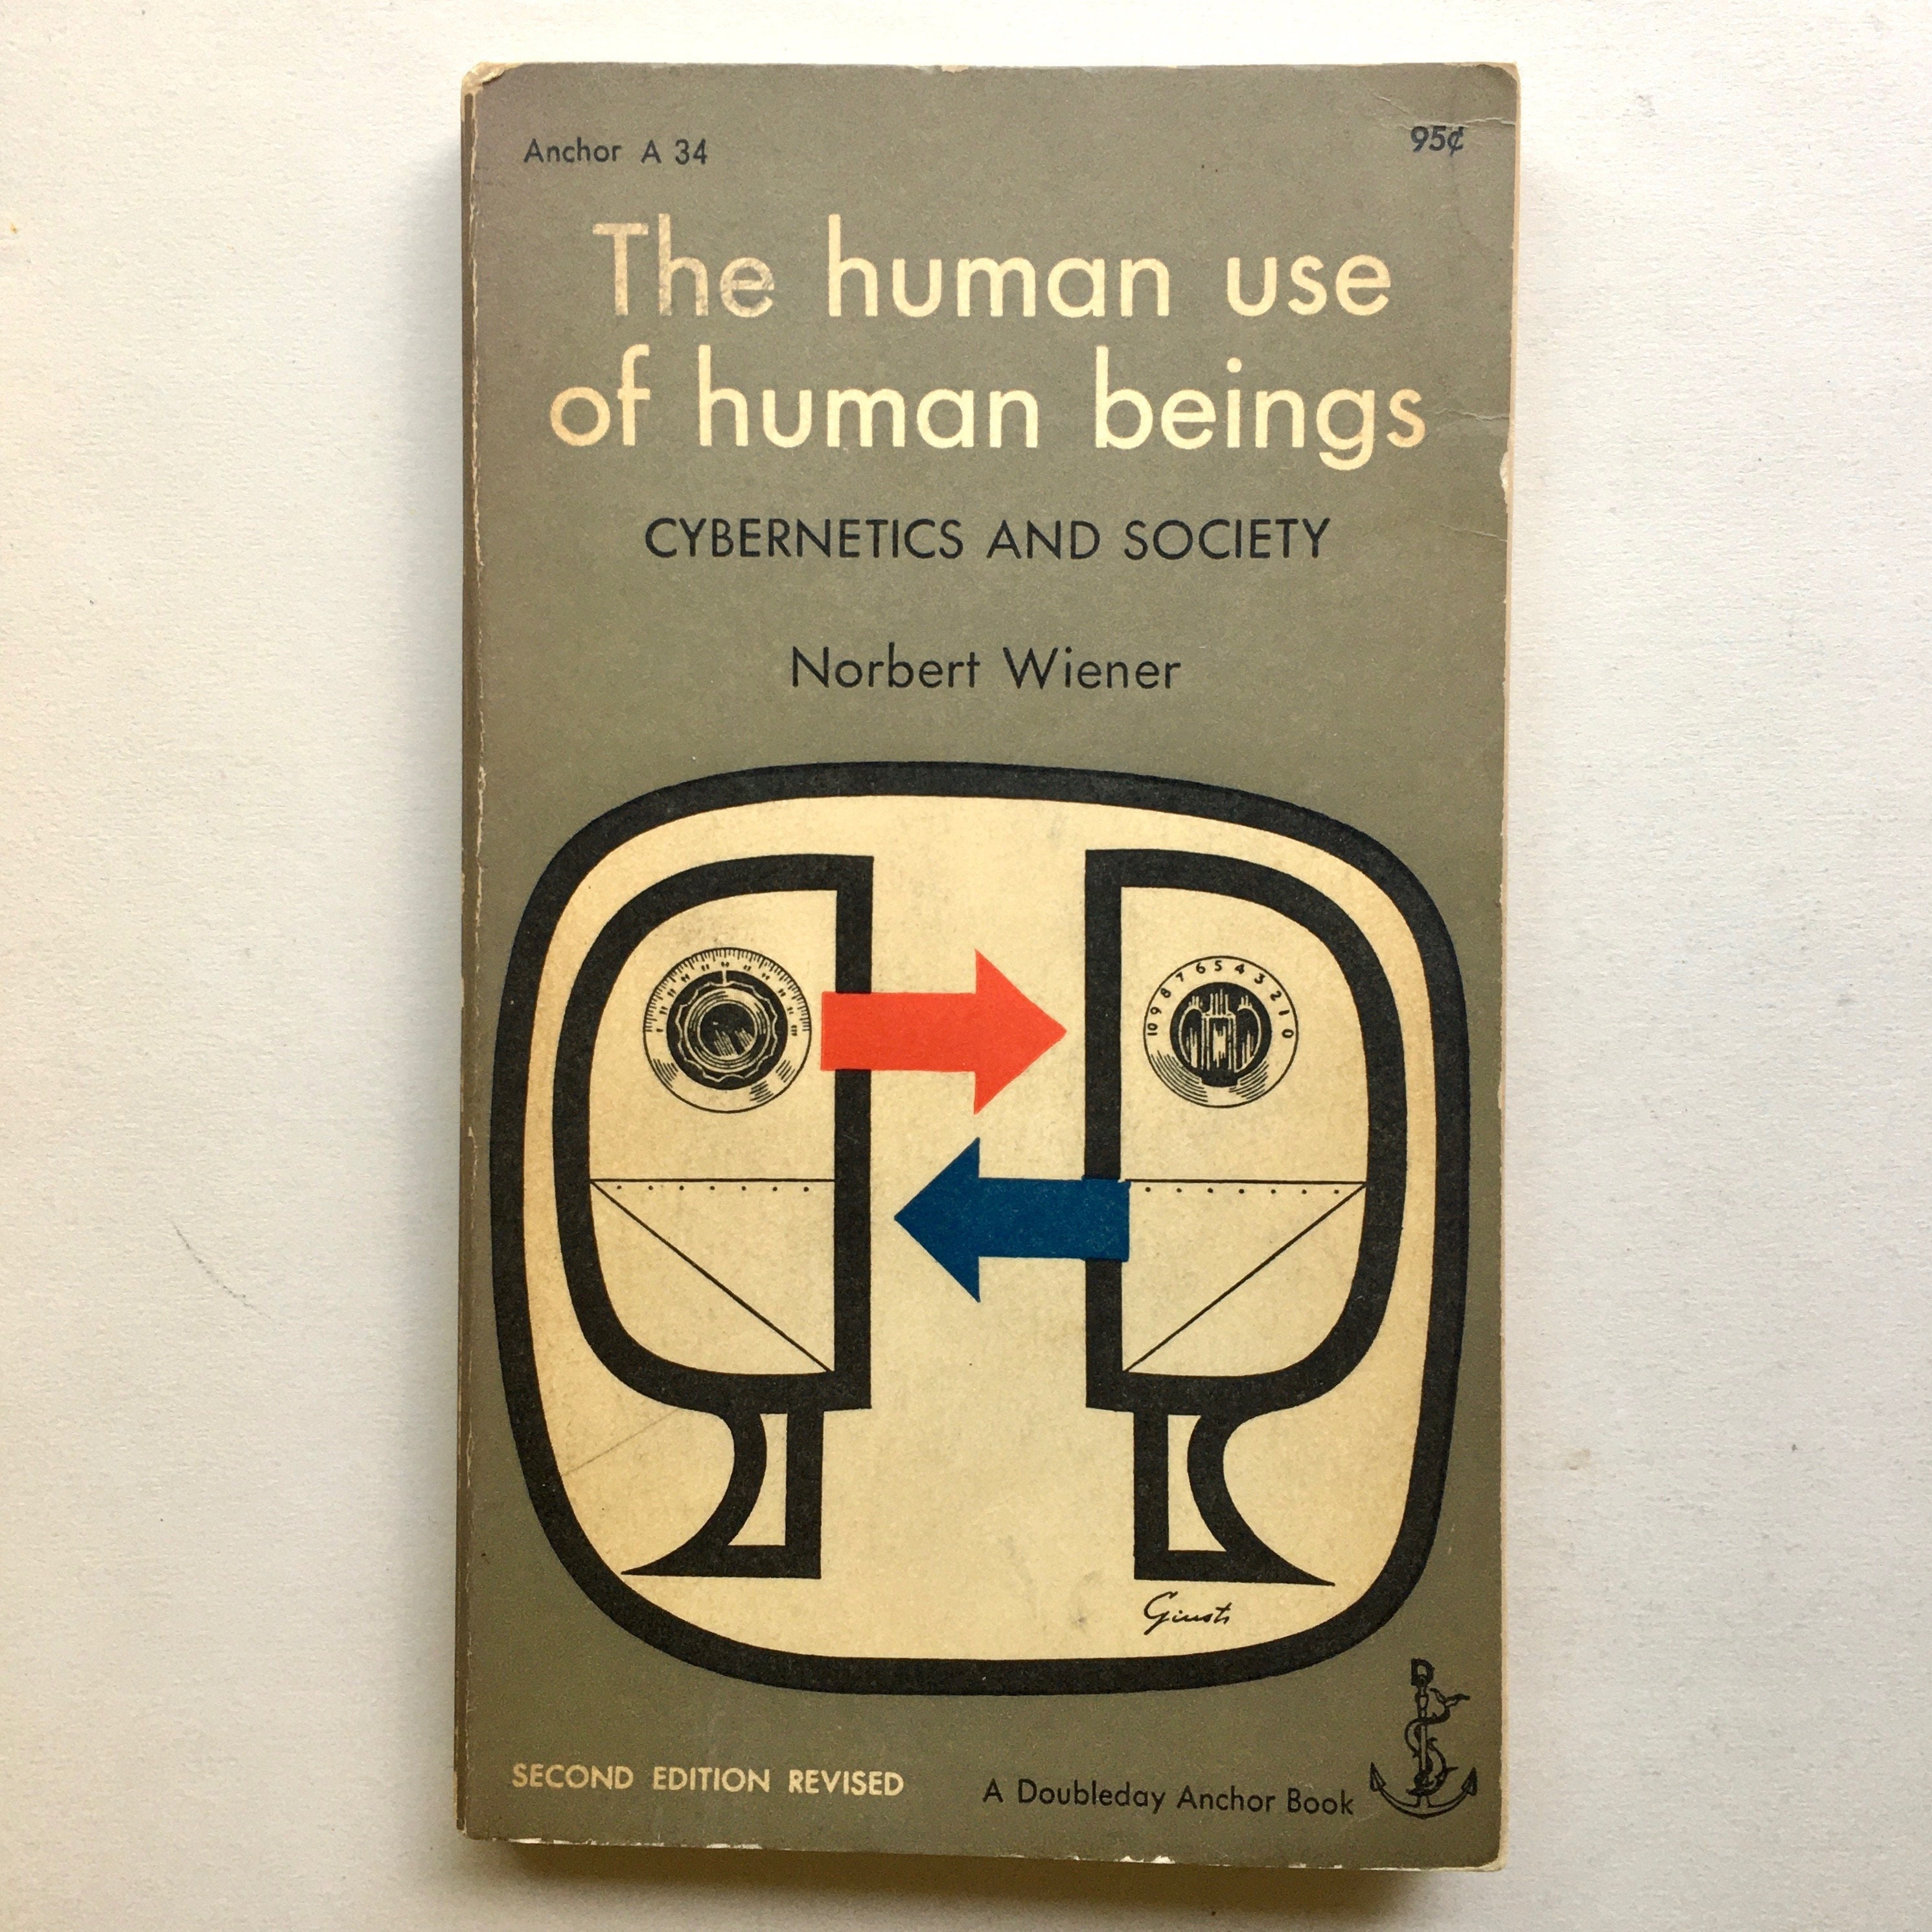 Anchor A 34
95¢
The human use
of human beings
CYBERNETICS AND SOCIETY
Norbert Wiener
10 9 8 7 6 5 4 3 2 1 0
Giusti
SECOND EDITION REVISED
A Doubleday Anchor Book